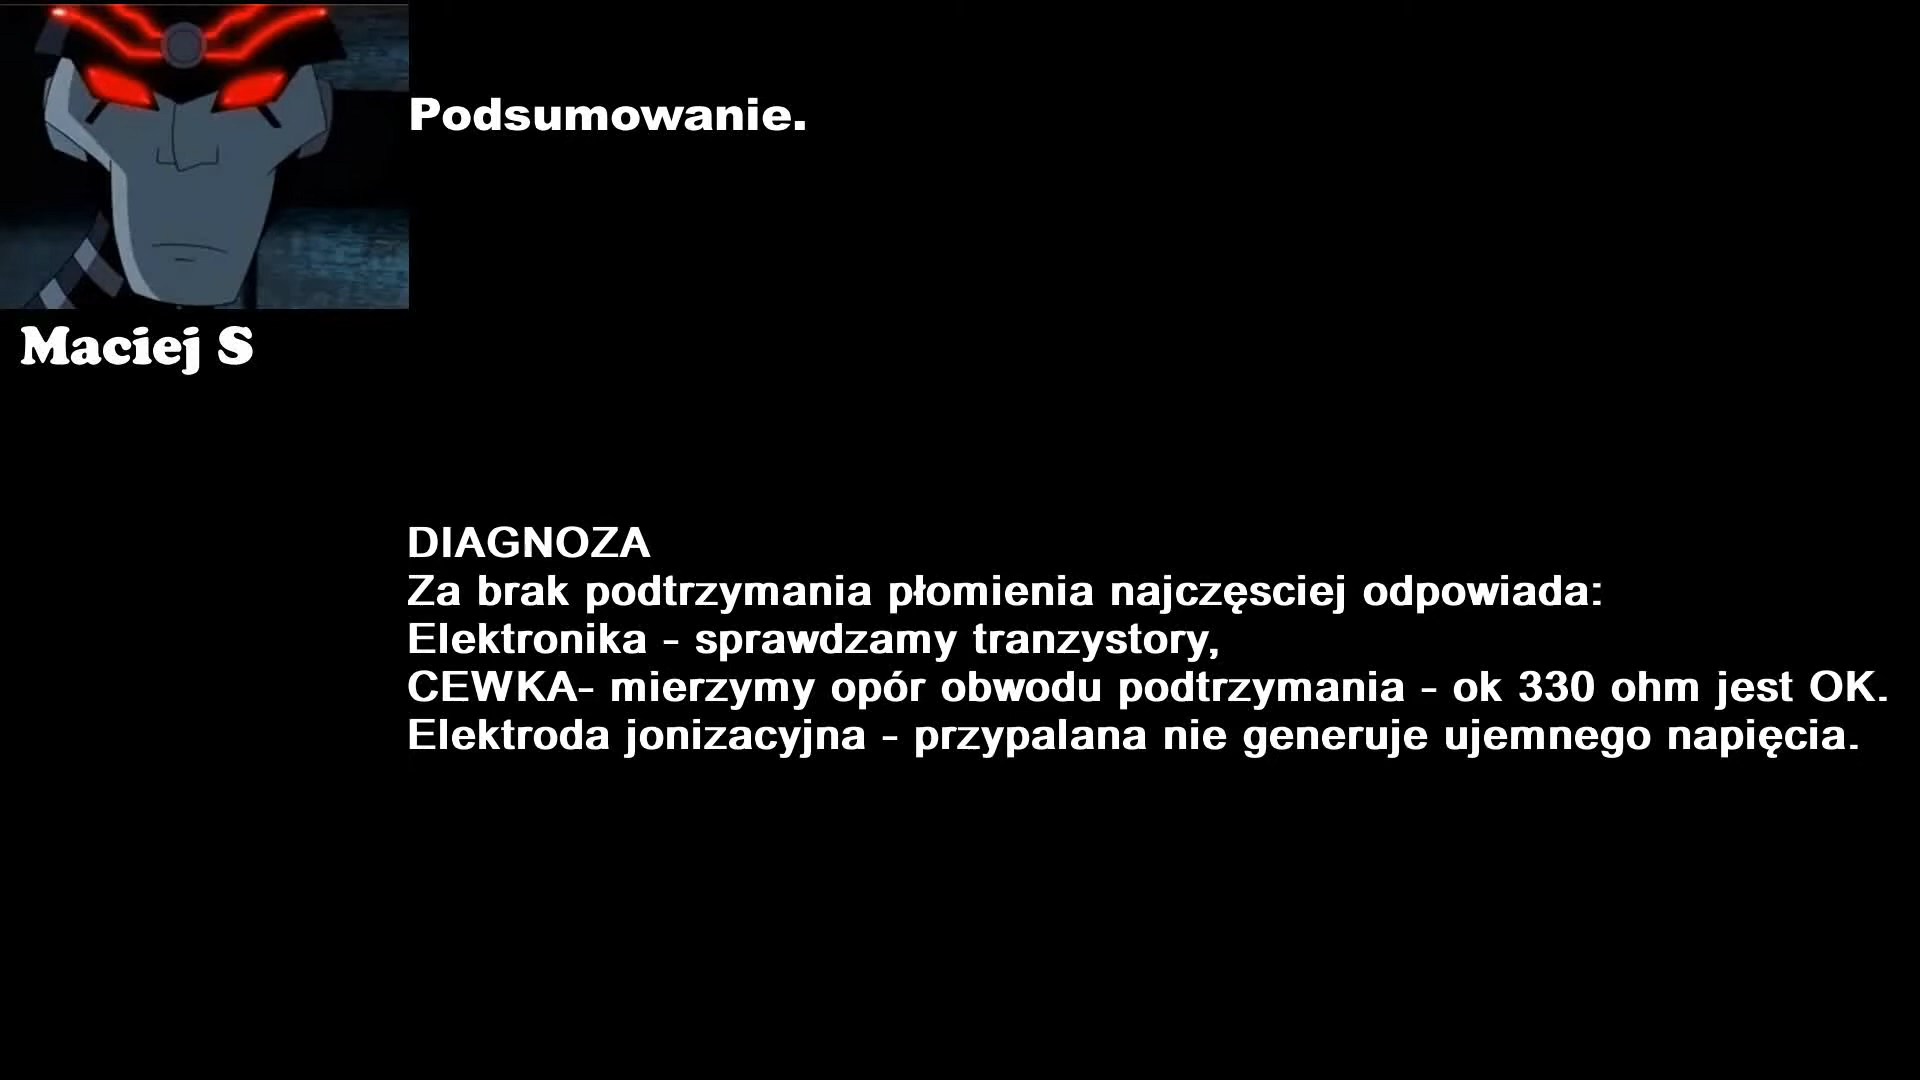 Podsumowanie.
Maciej S
DIAGNOZA
Za brak podtrzymania płomienia najczęsciej odpowiada:
Elektronika - sprawdzamy tranzystory,
CEWKA- mierzymy opór obwodu podtrzymania - ok 330 ohm jest OK.
Elektroda jonizacyjna - przypalana nie generuje ujemnego napięcia.